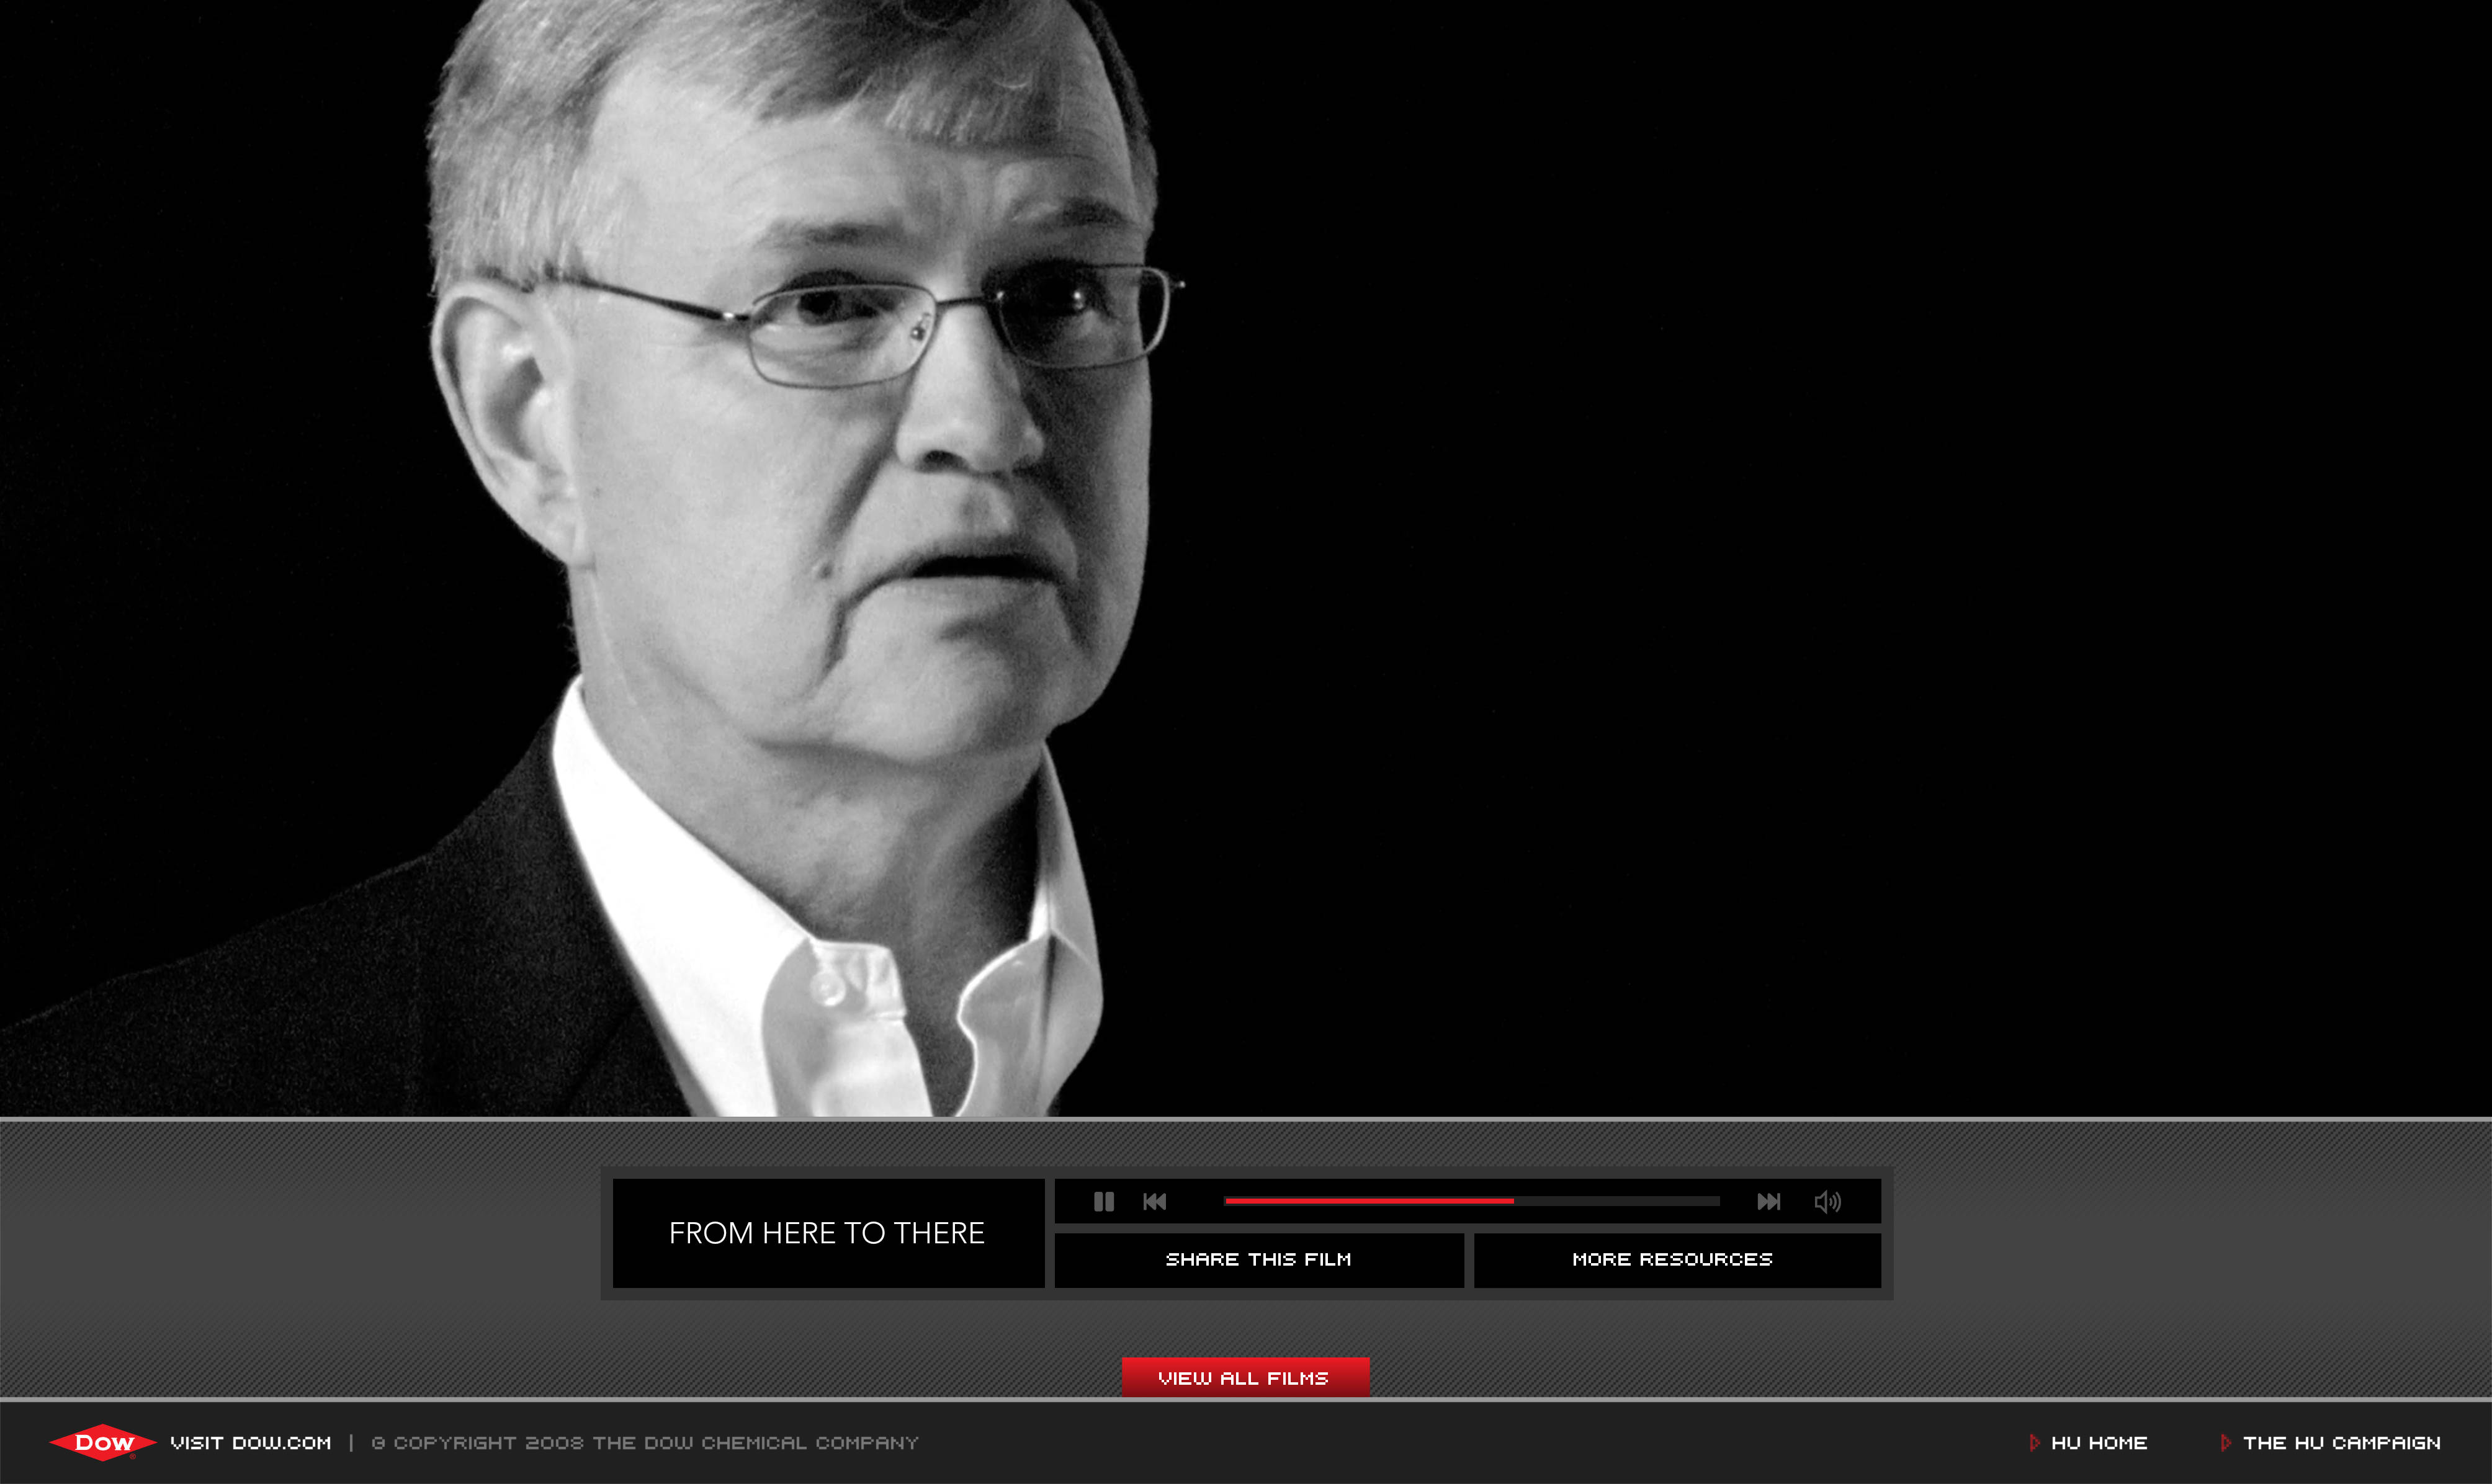 FROM HERE TO THERE
SHARE THIS FILM
MORE RESOURCES
VIEW ALL FILMS
DOW ® VISIT DOW.COM | © COPYRIGHT 2008 THE DOW CHEMICAL COMPANY
HU HOME
THE HU CAMPAIGN